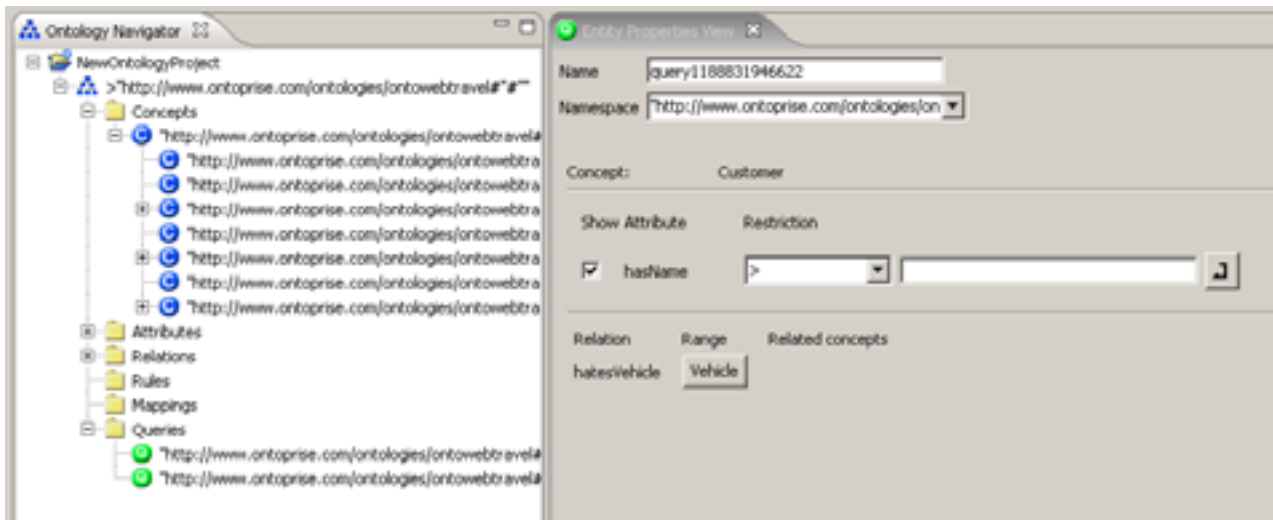 Ontology Navigator
NewOntologyProject
>"http://www.ontoprise.com/ontologies/ontowebtravel#"#""
Concepts
"http://www.ontoprise.com/ontologies/ontowebtravel#
"http://www.ontoprise.com/ontologies/ontowebtra
"http://www.ontoprise.com/ontologies/ontowebtra
"http://www.ontoprise.com/ontologies/ontowebtra
"http://www.ontoprise.com/ontologies/ontowebtra
"http://www.ontoprise.com/ontologies/ontowebtra
"http://www.ontoprise.com/ontologies/ontowebtra
"http://www.ontoprise.com/ontologies/ontowebtra
Attributes
Relations
Rules
Mappings
Queries
"http://www.ontoprise.com/ontologies/ontowebtravel#
"http://www.ontoprise.com/ontologies/ontowebtravel#
Entity Properties View
Name query1188831946622
Namespace "http://www.ontoprise.com/ontologies/on
Concept: Customer
Show Attribute Restriction
hasName >
Relation Range Related concepts
hatesVehicle Vehicle